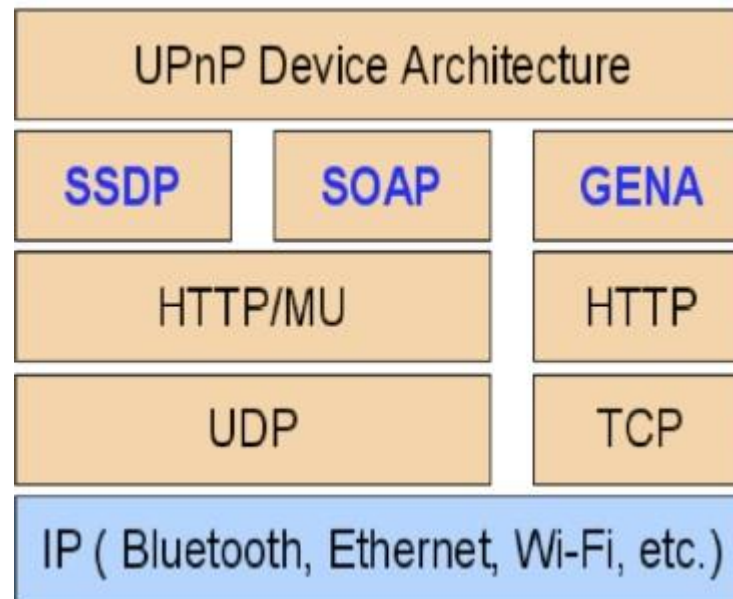 UPnP Device Architecture
SSDP SOAP GENA
HTTP/MU HTTP
UDP TCP
IP ( Bluetooth, Ethernet, Wi-Fi, etc.)